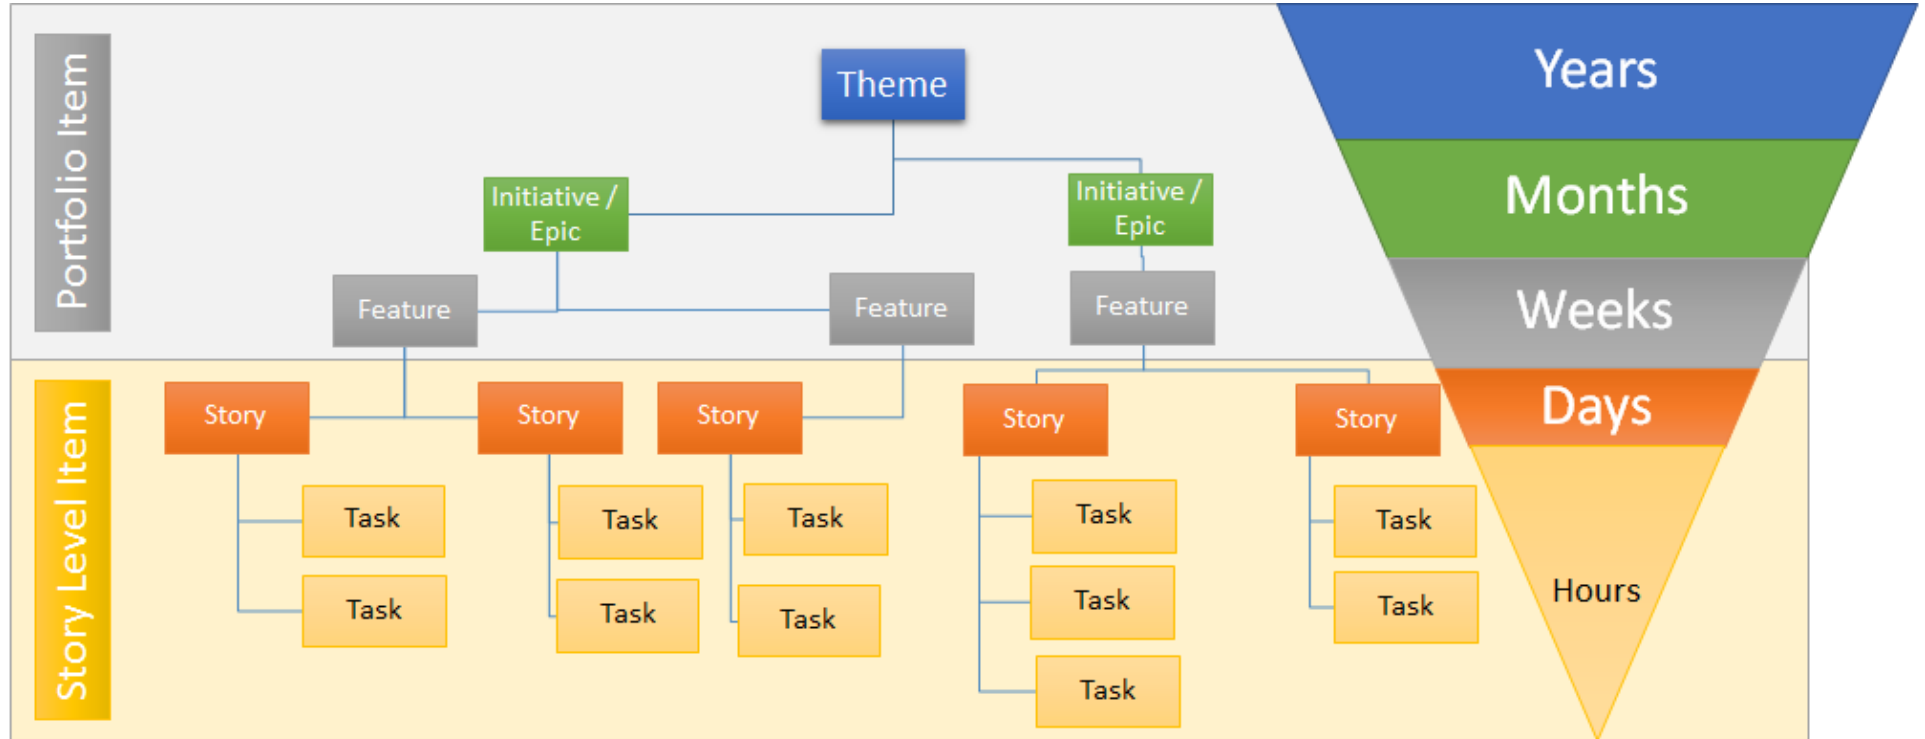 Portfolio Item
Theme
Years
Initiative /
Epic
Initiative /
Epic
Months
Feature
Feature
Feature
Weeks
Story Level Item
Story
Story
Story
Story
Story
Days
Task
Task
Task
Task
Task
Task
Task
Task
Task
Task
Task
Hours